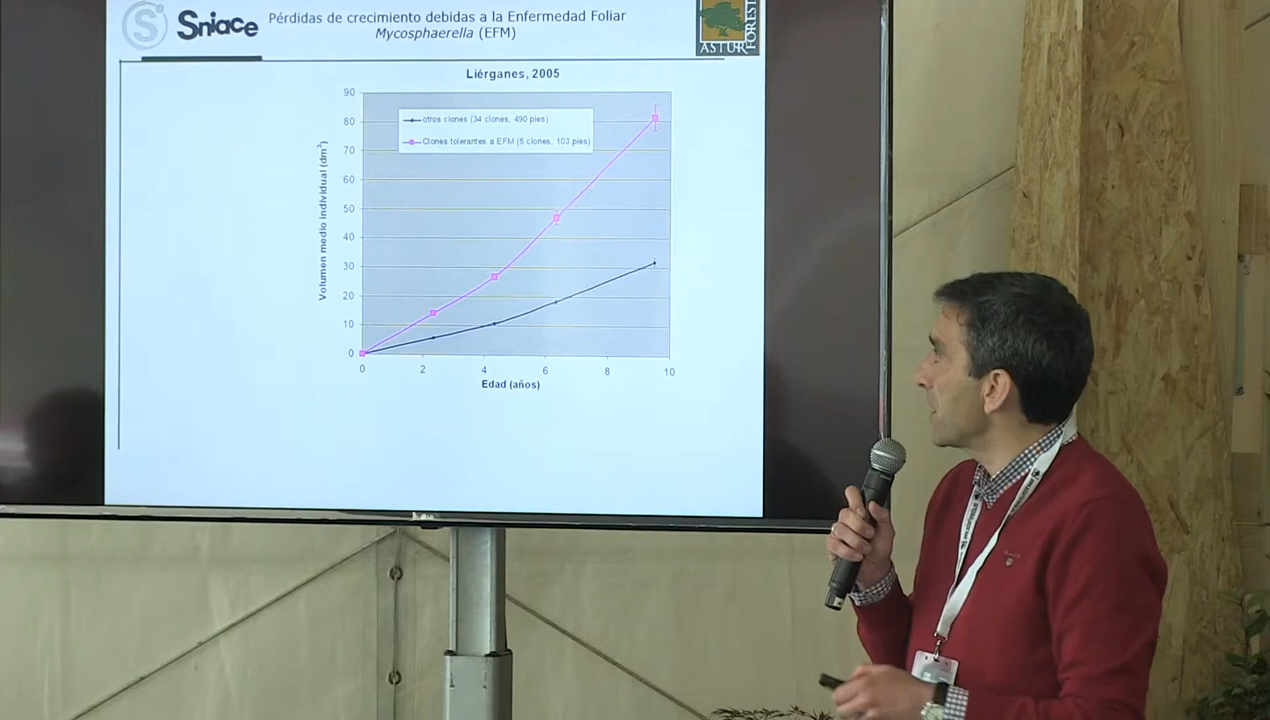 Sniace
Pérdidas de crecimiento debidas a la Enfermedad Foliar
Mycosphaerella (EFM)
ASTURFOREST
Liérganes, 2005
otros clones (34 clones, 490 pies)
Clones tolerantes a EFM (5 clones, 103 pies)
Volumen medio individual (dm³)
90
80
70
60
50
40
30
20
10
0
0 2 4 6 8 10
Edad (años)